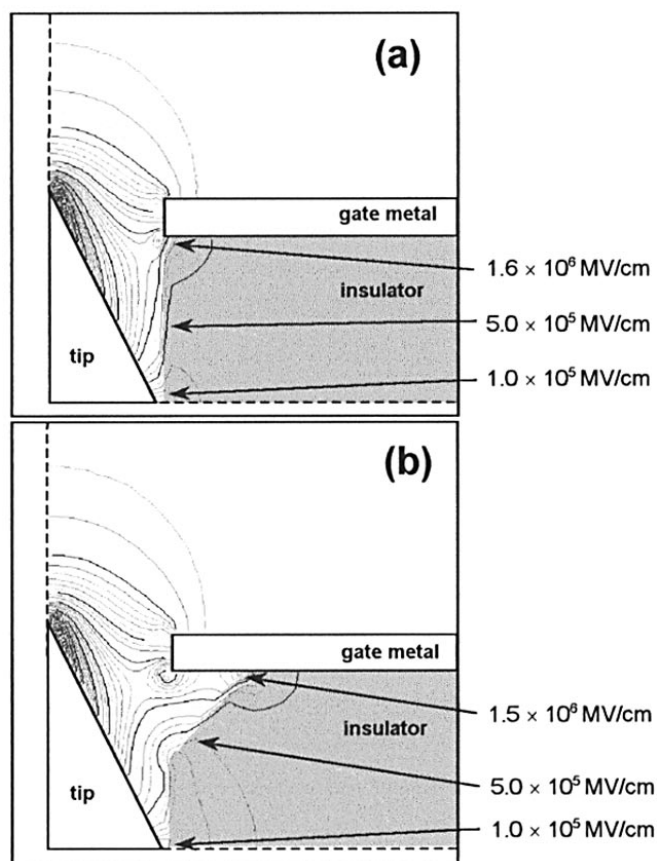 (a)
gate metal
1.6 × 10⁶ MV/cm
insulator
5.0 × 10⁵ MV/cm
tip
1.0 × 10⁵ MV/cm
(b)
gate metal
1.5 × 10⁶ MV/cm
insulator
5.0 × 10⁵ MV/cm
tip
1.0 × 10⁵ MV/cm